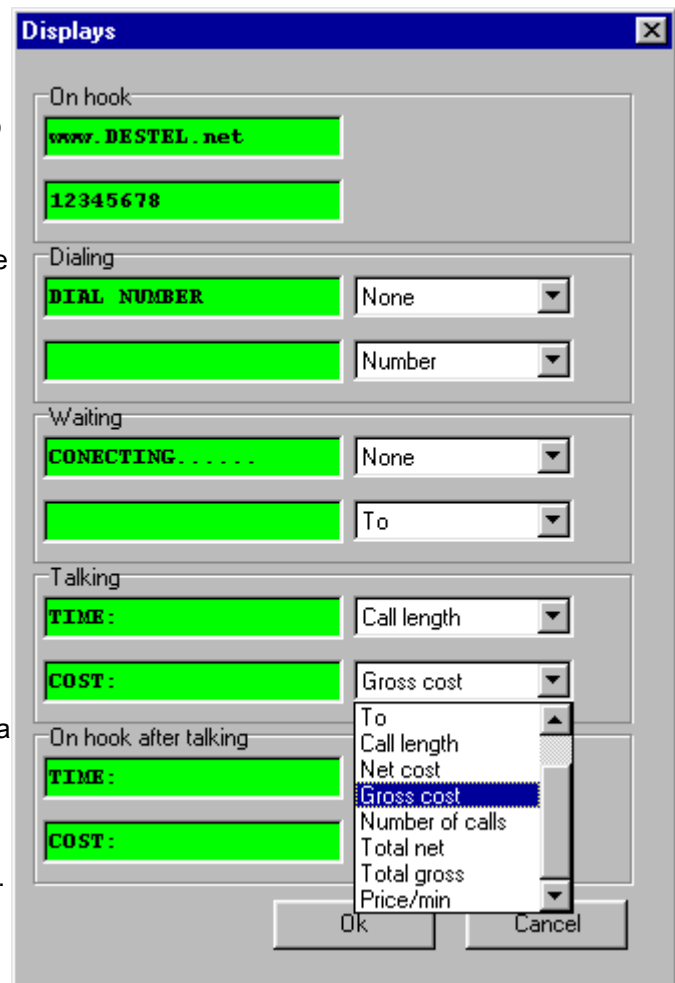 Displays
On hook
www.DESTEL.net
12345678
e
Dialing
DIAL NUMBER None
Number
Waiting
CONECTING...... None
To
Talking
TIME: Call length
COST: Gross cost
To
a
On hook after talking
Call length
TIME:
Net cost
Gross cost
Number of calls
COST:
Total net
Total gross
.
Price/min
Ok Cancel